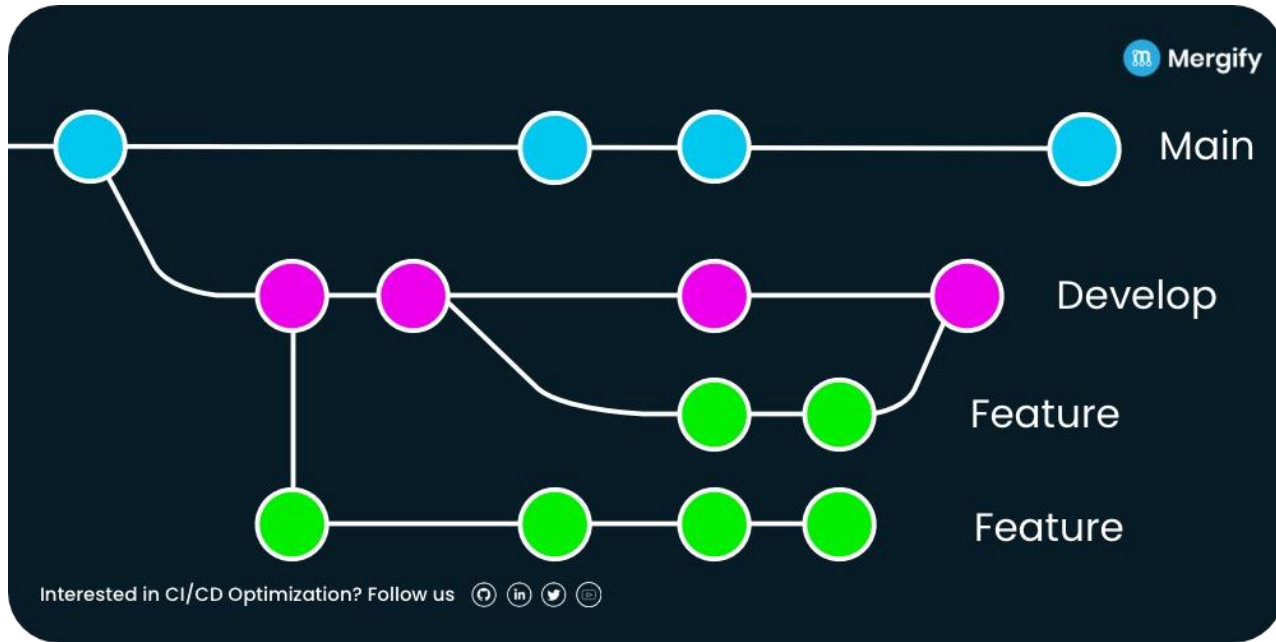 Mergify
Main
Develop
Feature
Feature
Interested in CI/CD Optimization? Follow us